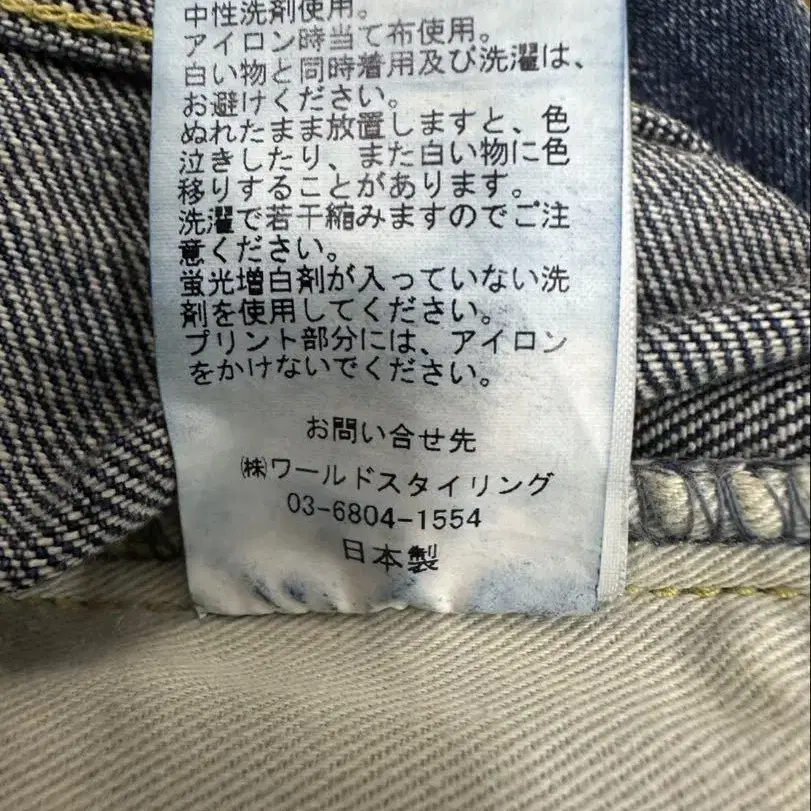 中性洗剤使用。
アイロン時当て布使用。
白い物と同時着用及び洗濯は、
お避けください。
ぬれたまま放置しますと、色
泣きしたり、また白い物に色
移りすることがあります。
洗濯で若干縮みますのでご注
意ください。
蛍光増白剤が入っていない洗
剤を使用してください。
プリント部分には、アイロン
をかけないでください。
お問い合せ先
㈱ワールドスタイリング
03-6804-1554
日本製